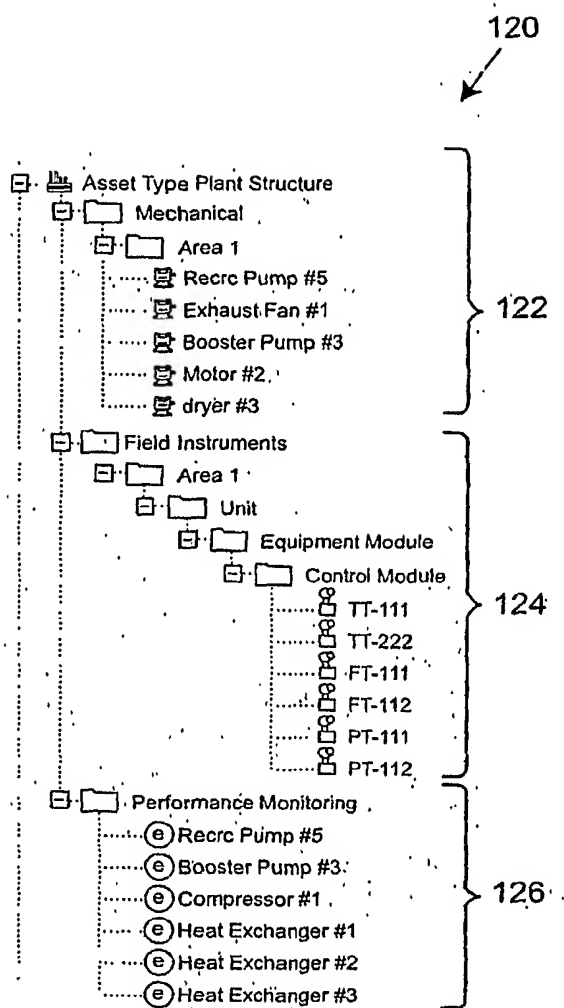 120
Asset Type Plant Structure
Mechanical
Area 1
Recrc Pump #5
Exhaust Fan #1
Booster Pump #3
Motor #2
dryer #3
122
Field Instruments
Area 1
Unit
Equipment Module
Control Module
TT-111
TT-222
FT-111
FT-112
PT-111
PT-112
124
Performance Monitoring
e Recrc Pump #5
e Booster Pump #3
e Compressor #1
e Heat Exchanger #1
e Heat Exchanger #2
e Heat Exchanger #3
126